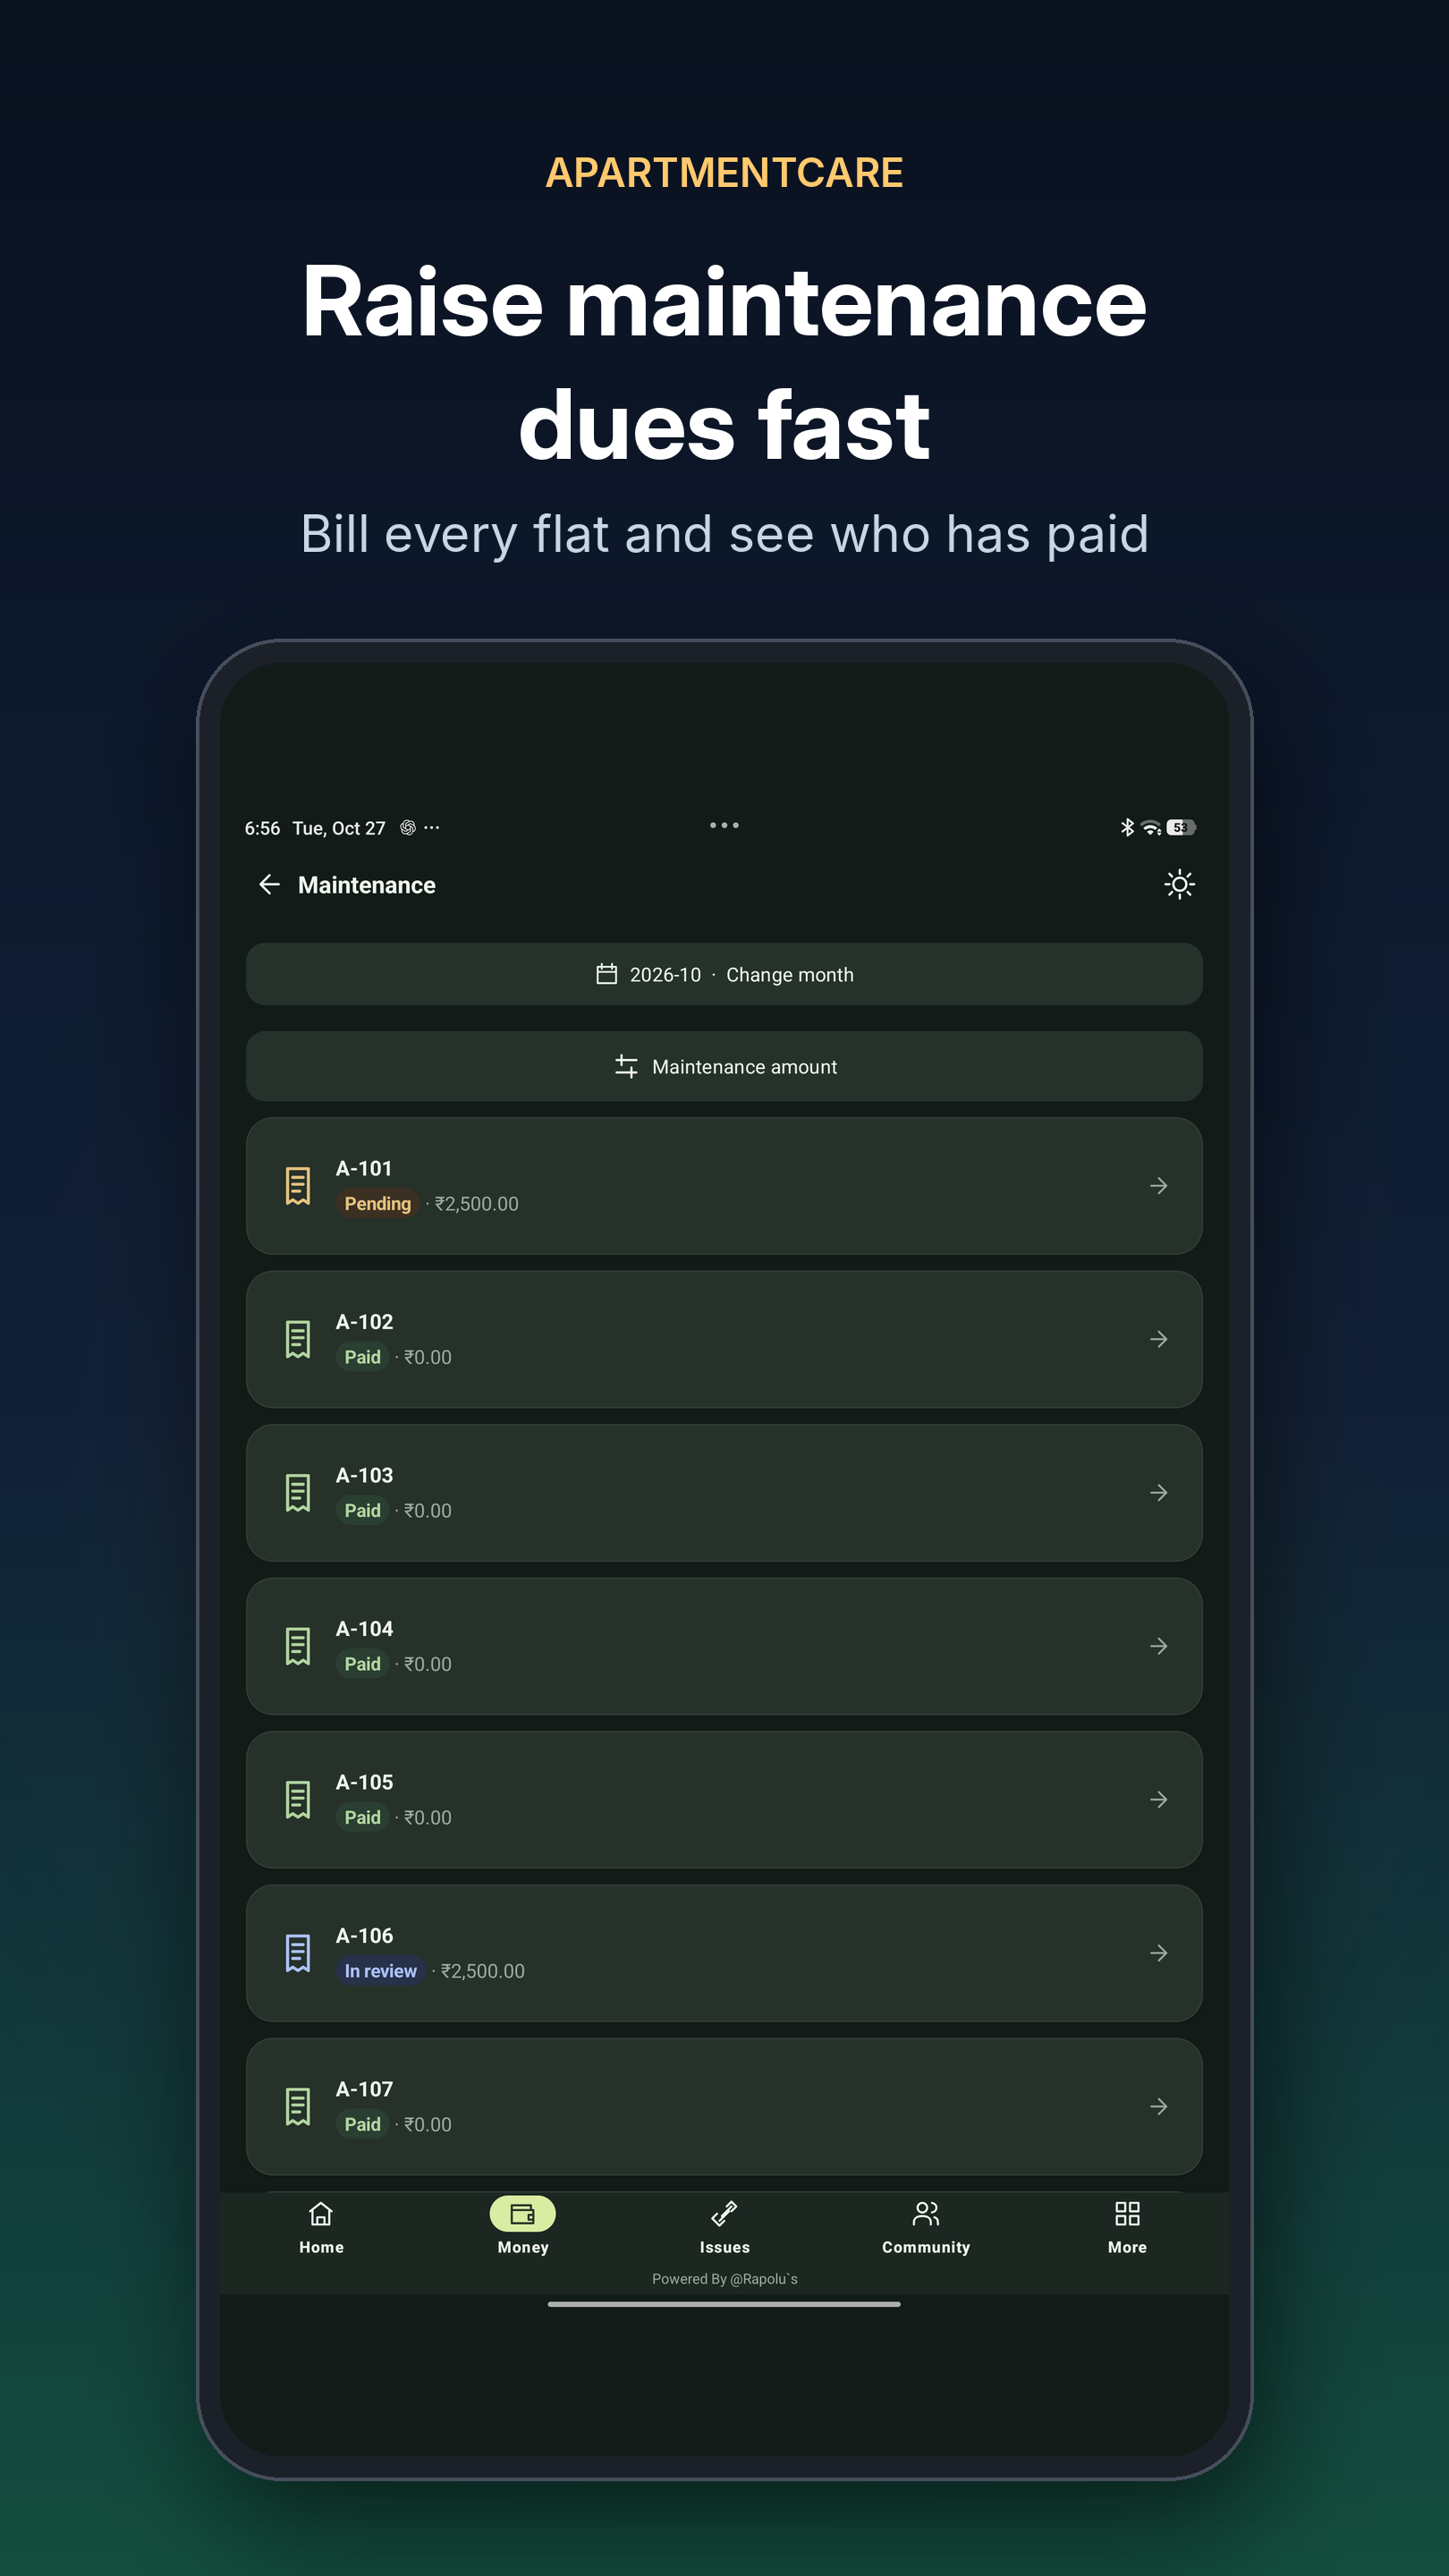 APARTMENTCARE
Raise maintenance
dues fast
Bill every flat and see who has paid
6:56 Tue, Oct 27
53
Maintenance
2026-10 · Change month
Maintenance amount
A-101
Pending · ₹2,500.00
A-102
Paid · ₹0.00
A-103
Paid · ₹0.00
A-104
Paid · ₹0.00
A-105
Paid · ₹0.00
A-106
In review · ₹2,500.00
A-107
Paid · ₹0.00
Home Money Issues Community More
Powered By @Rapolu`s